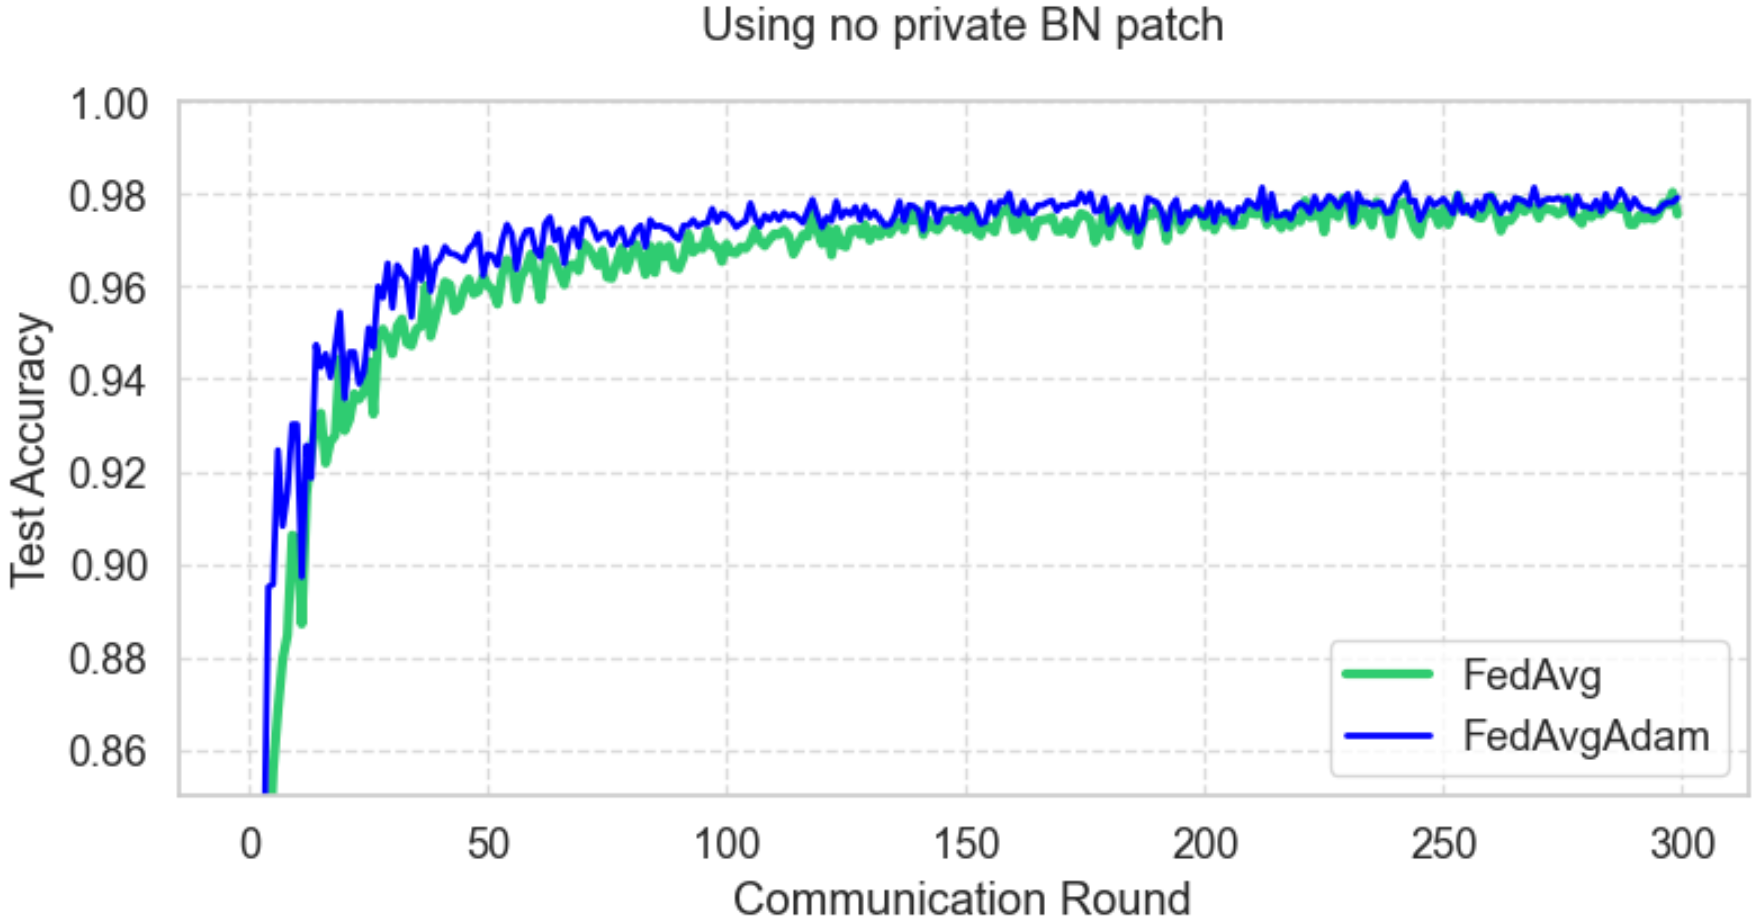 Using no private BN patch
1.00
0.98
0.96
0.94
0.92
0.90
0.88
0.86
Test Accuracy
FedAvg
FedAvgAdam
0 50 100 150 200 250 300
Communication Round